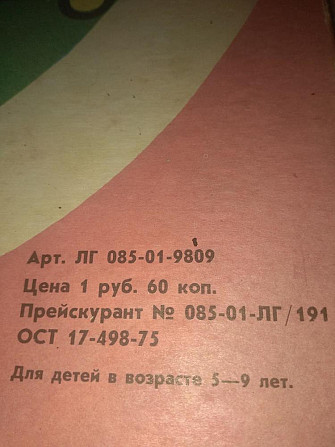 Арт. ЛГ 085-01-9809
Цена 1 руб. 60 коп.
Прейскурант № 085-01-ЛГ/191
ОСТ 17-498-75
Для детей в возрасте 5—9 лет.